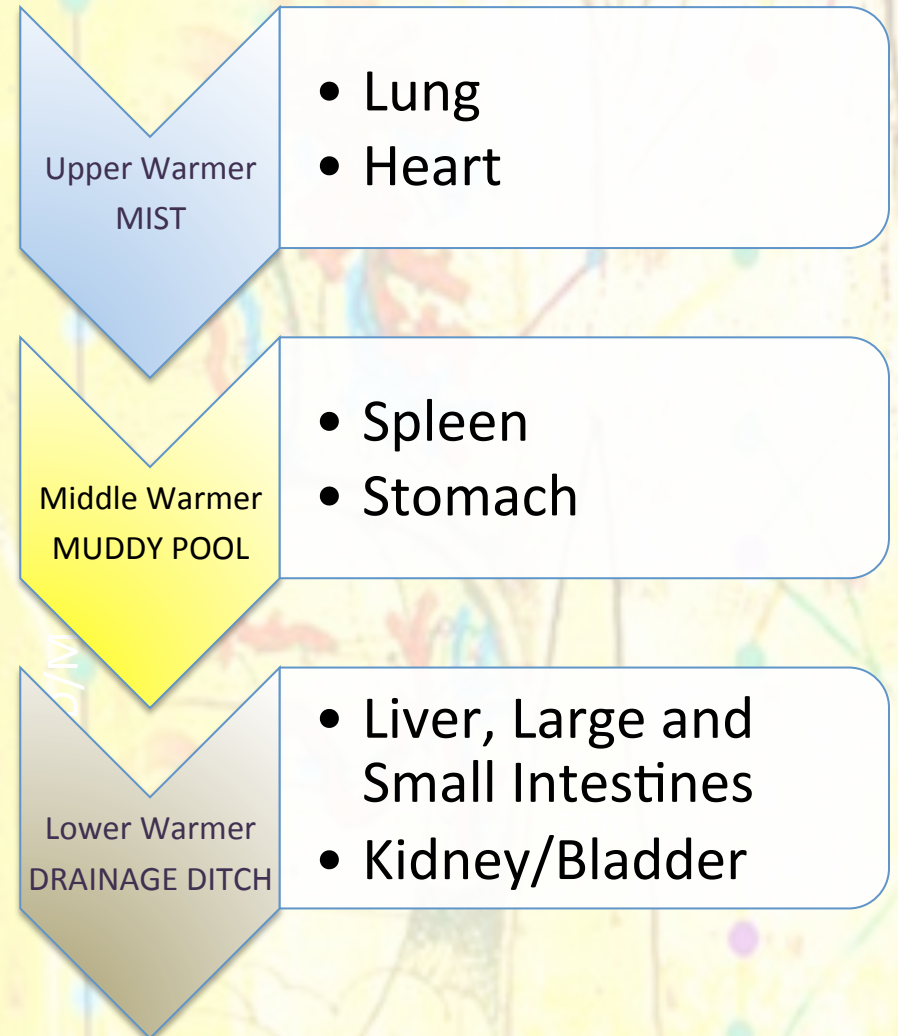 Upper Warmer
MIST
• Lung
• Heart
Middle Warmer
MUDDY POOL
• Spleen
• Stomach
Lower Warmer
DRAINAGE DITCH
• Liver, Large and
Small Intestines
• Kidney/Bladder